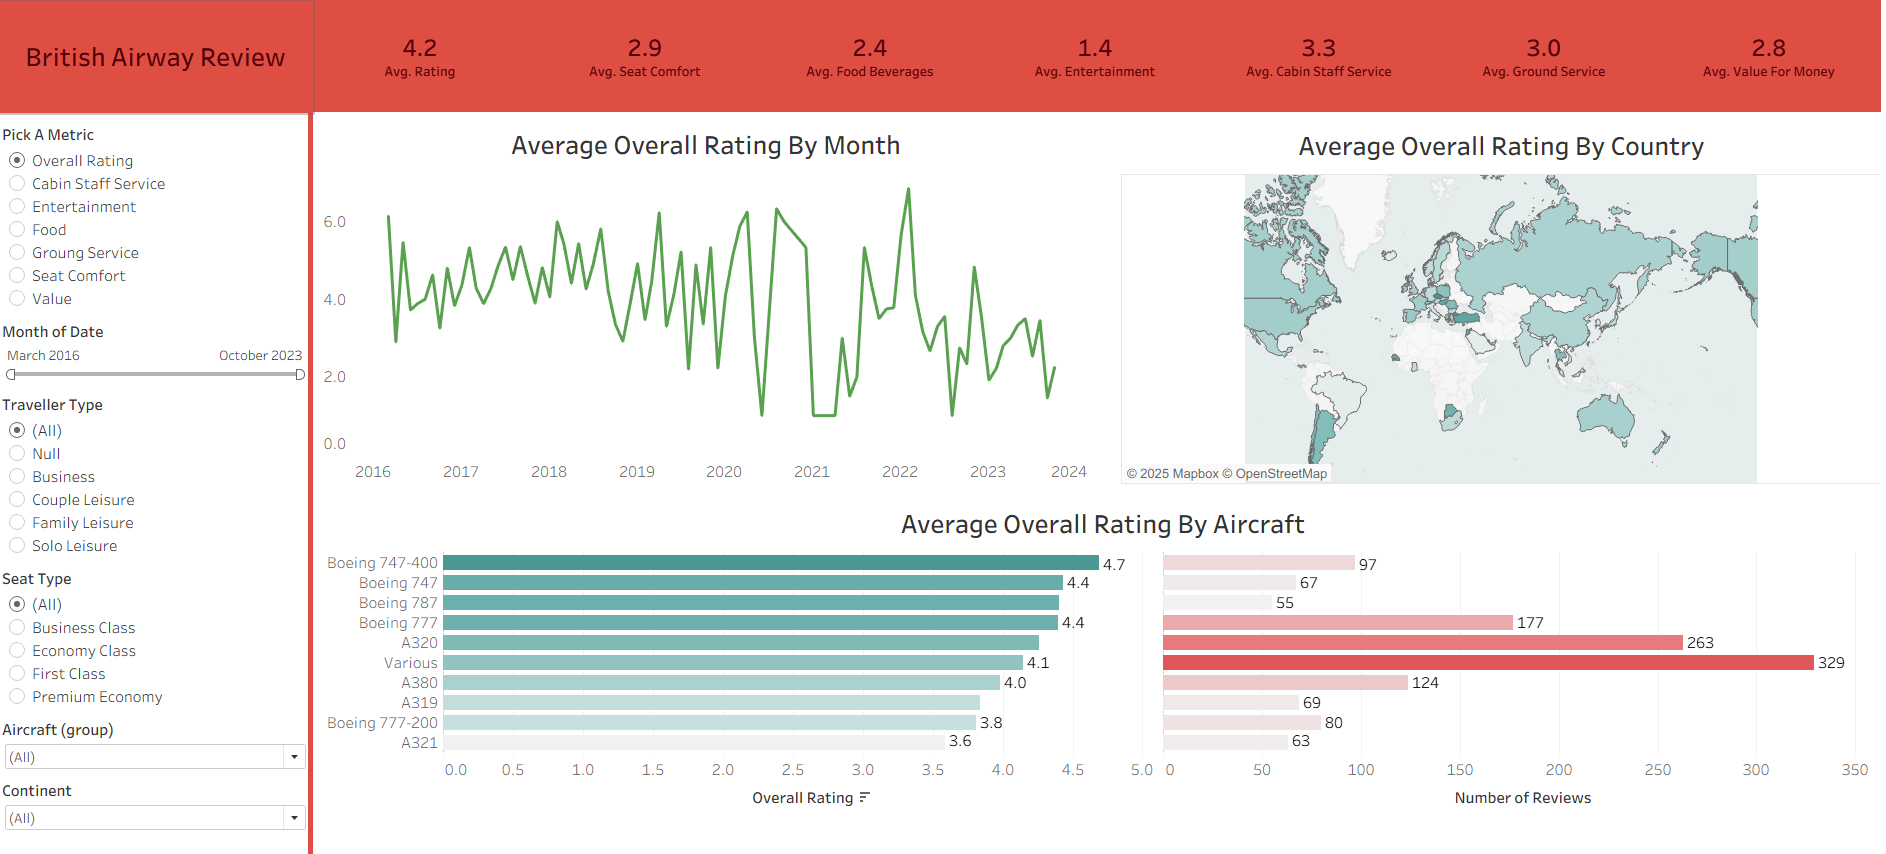 British Airway Review
4.2
Avg. Rating
2.9
Avg. Seat Comfort
2.4
Avg. Food Beverages
1.4
Avg. Entertainment
3.3
Avg. Cabin Staff Service
3.0
Avg. Ground Service
2.8
Avg. Value For Money
Pick A Metric
Overall Rating
Cabin Staff Service
Entertainment
Food
Groung Service
Seat Comfort
Value
Month of Date
March 2016 October 2023
Traveller Type
(All)
Null
Business
Couple Leisure
Family Leisure
Solo Leisure
Seat Type
(All)
Business Class
Economy Class
First Class
Premium Economy
Aircraft (group)
(All)
Continent
(All)
Average Overall Rating By Month
6.0
4.0
2.0
0.0
2016 2017 2018 2019 2020 2021 2022 2023 2024
Average Overall Rating By Country
© 2025 Mapbox © OpenStreetMap
Average Overall Rating By Aircraft
Boeing 747-400 4.7 97
Boeing 747 4.4 67
Boeing 787 55
Boeing 777 4.4 177
A320 263
Various 4.1 329
A380 4.0 124
A319 69
Boeing 777-200 3.8 80
A321 3.6 63
0.0 0.5 1.0 1.5 2.0 2.5 3.0 3.5 4.0 4.5 5.0
0 50 100 150 200 250 300 350
Overall Rating
Number of Reviews